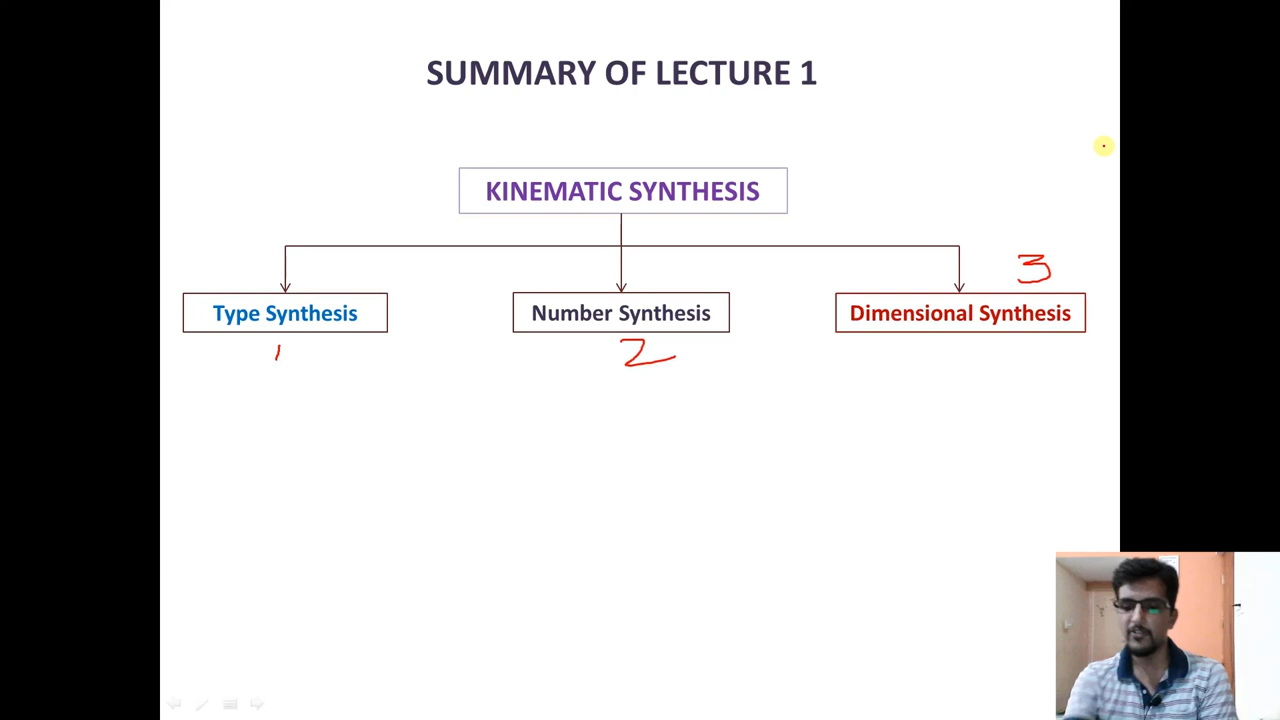 SUMMARY OF LECTURE 1
KINEMATIC SYNTHESIS
3
Type Synthesis
Number Synthesis
Dimensional Synthesis
1
2